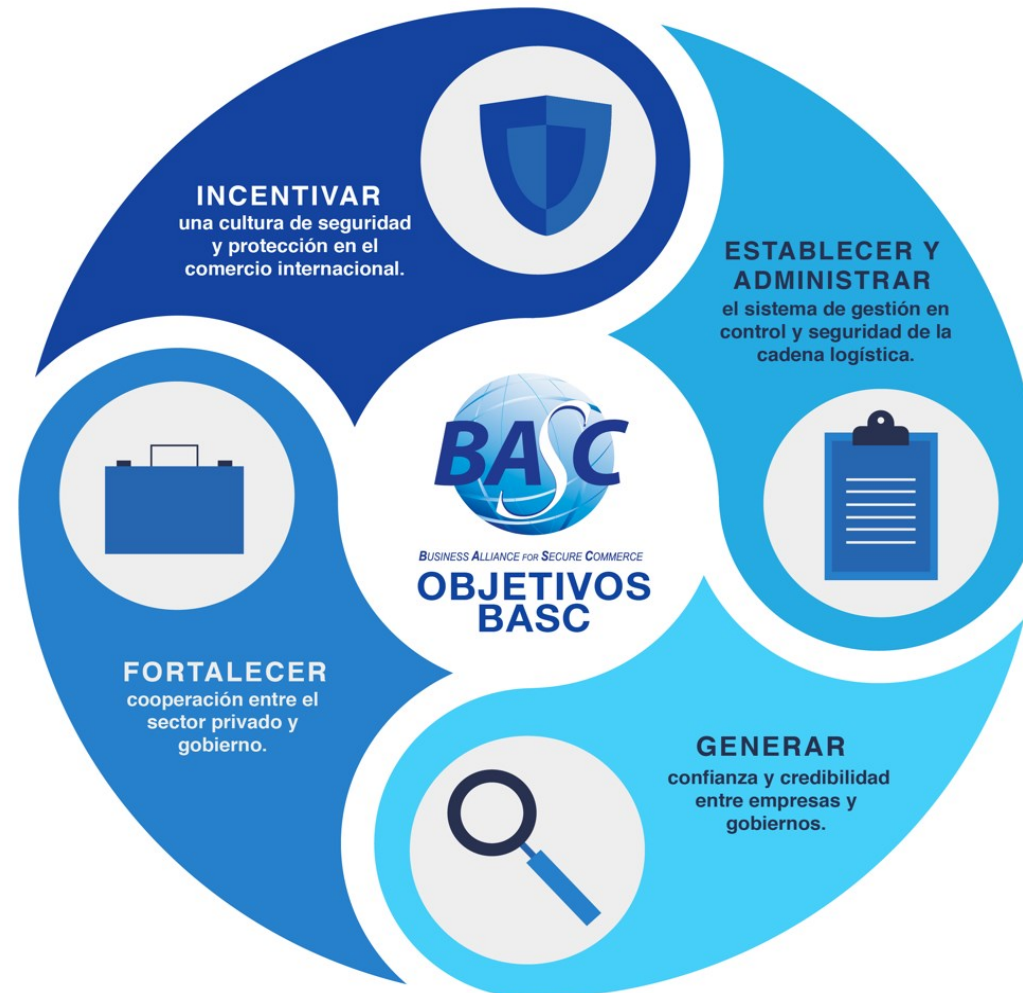 INCENTIVAR
una cultura de seguridad
y protección en el
comercio internacional.
ESTABLECER Y
ADMINISTRAR
el sistema de gestión en
control y seguridad de la
cadena logística.
BASC
BUSINESS ALLIANCE FOR SECURE COMMERCE
OBJETIVOS
BASC
FORTALECER
cooperación entre el
sector privado y
gobierno.
GENERAR
confianza y credibilidad
entre empresas y
gobiernos.